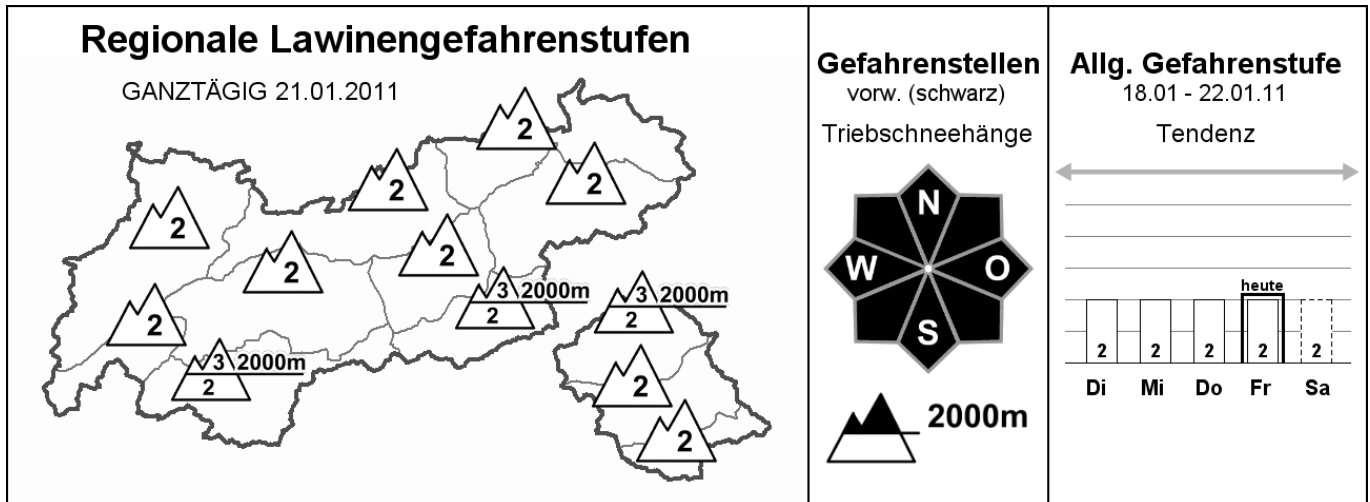 Regionale Lawinengefahrenstufen
GANZTÄGIG 21.01.2011
2
2
2
2
2
2
2
3 2000m
2
3 2000m
2
2
3 2000m
2
2
2
Gefahrenstellen
vorw. (schwarz)
Triebschneehänge
N
W O
S
2000m
Allg. Gefahrenstufe
18.01 - 22.01.11
Tendenz
heute
2 2 2 2 2
Di Mi Do Fr Sa